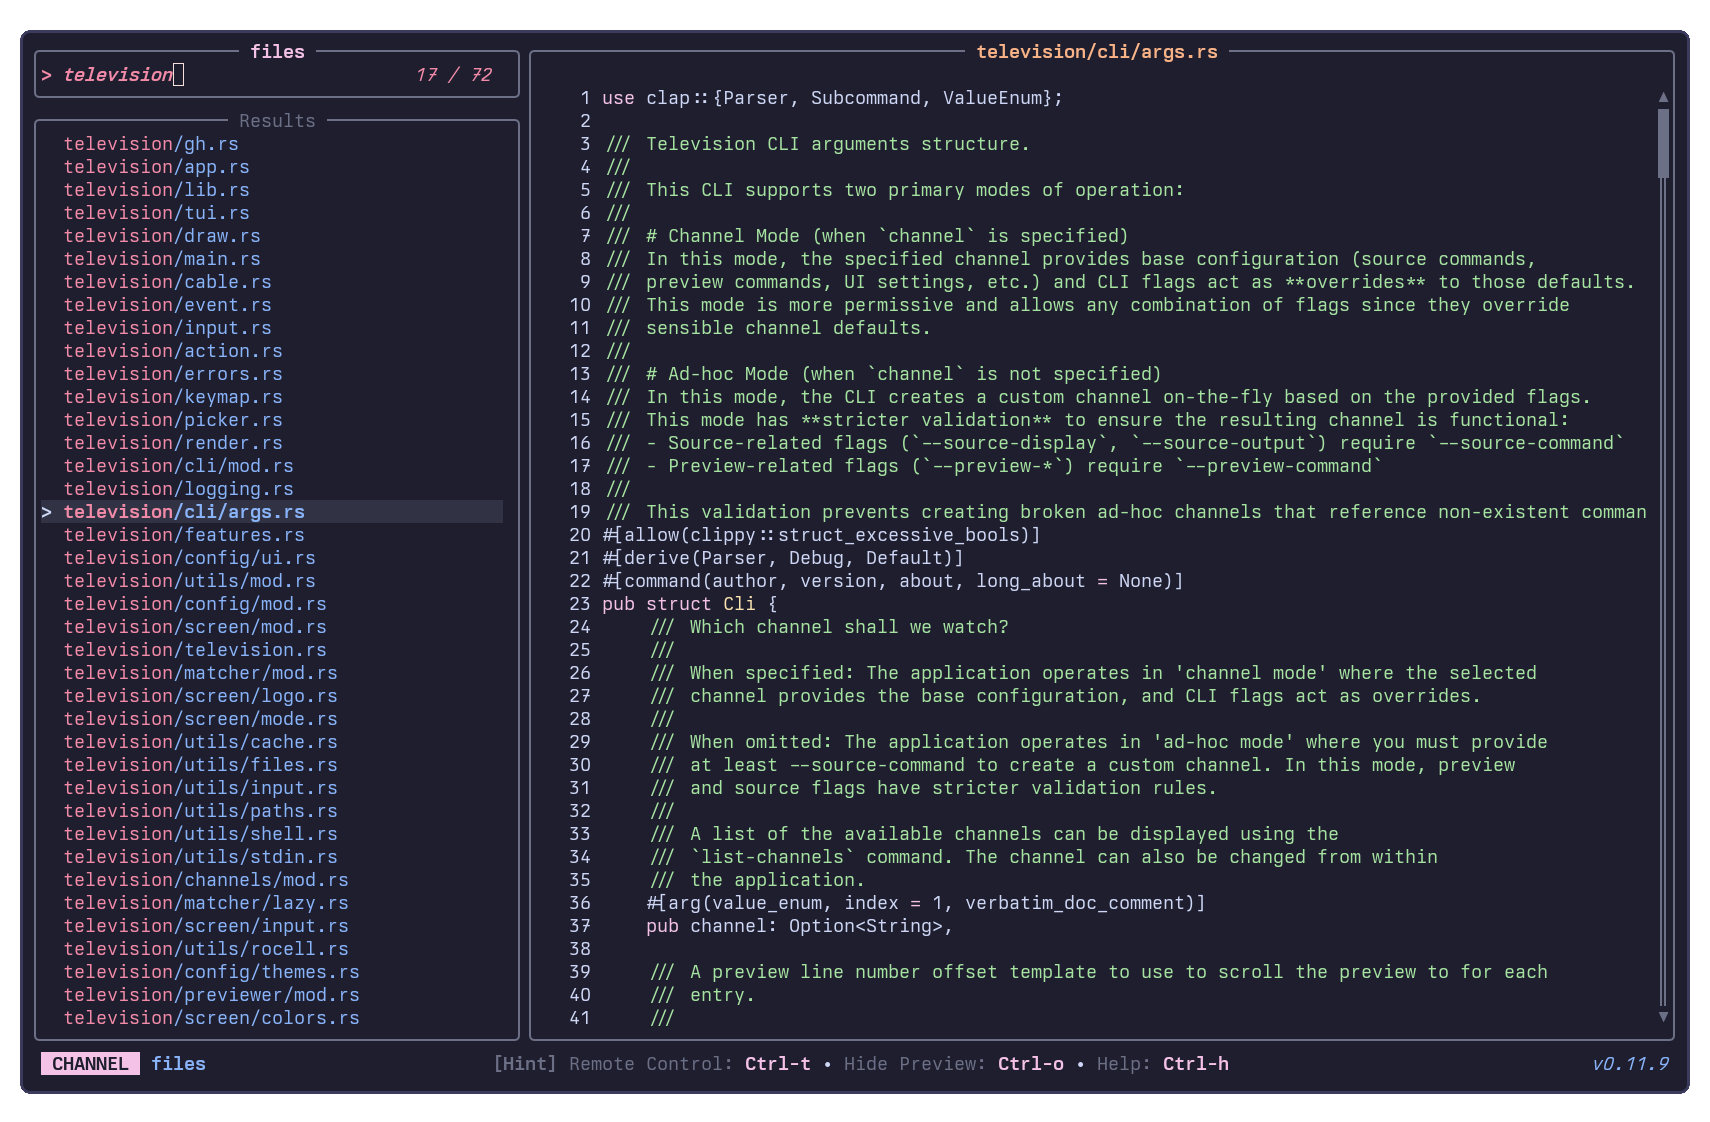 files
> television 17 / 72
Results
television/gh.rs
television/app.rs
television/lib.rs
television/tui.rs
television/draw.rs
television/main.rs
television/cable.rs
television/event.rs
television/input.rs
television/action.rs
television/errors.rs
television/keymap.rs
television/picker.rs
television/render.rs
television/cli/mod.rs
television/logging.rs
> television/cli/args.rs
television/features.rs
television/config/ui.rs
television/utils/mod.rs
television/config/mod.rs
television/screen/mod.rs
television/television.rs
television/matcher/mod.rs
television/screen/logo.rs
television/screen/mode.rs
television/utils/cache.rs
television/utils/files.rs
television/utils/input.rs
television/utils/paths.rs
television/utils/shell.rs
television/utils/stdin.rs
television/channels/mod.rs
television/matcher/lazy.rs
television/screen/input.rs
television/utils/rocell.rs
television/config/themes.rs
television/previewer/mod.rs
television/screen/colors.rs
television/cli/args.rs
1 use clap::{Parser, Subcommand, ValueEnum};
2
3 /// Television CLI arguments structure.
4 ///
5 /// This CLI supports two primary modes of operation:
6 ///
7 /// # Channel Mode (when `channel` is specified)
8 /// In this mode, the specified channel provides base configuration (source commands,
9 /// preview commands, UI settings, etc.) and CLI flags act as **overrides** to those defaults.
10 /// This mode is more permissive and allows any combination of flags since they override
11 /// sensible channel defaults.
12 ///
13 /// # Ad-hoc Mode (when `channel` is not specified)
14 /// In this mode, the CLI creates a custom channel on-the-fly based on the provided flags.
15 /// This mode has **stricter validation** to ensure the resulting channel is functional:
16 /// - Source-related flags (`--source-display`, `--source-output`) require `--source-command`
17 /// - Preview-related flags (`--preview-*`) require `--preview-command`
18 ///
19 /// This validation prevents creating broken ad-hoc channels that reference non-existent comman
20 #[allow(clippy::struct_excessive_bools)]
21 #[derive(Parser, Debug, Default)]
22 #[command(author, version, about, long_about = None)]
23 pub struct Cli {
24     /// Which channel shall we watch?
25     ///
26     /// When specified: The application operates in 'channel mode' where the selected
27     /// channel provides the base configuration, and CLI flags act as overrides.
28     ///
29     /// When omitted: The application operates in 'ad-hoc mode' where you must provide
30     /// at least --source-command to create a custom channel. In this mode, preview
31     /// and source flags have stricter validation rules.
32     ///
33     /// A list of the available channels can be displayed using the
34     /// `list-channels` command. The channel can also be changed from within
35     /// the application.
36     #[arg(value_enum, index = 1, verbatim_doc_comment)]
37     pub channel: Option<String>,
38
39     /// A preview line number offset template to use to scroll the preview to for each
40     /// entry.
41     ///
CHANNEL files [Hint] Remote Control: Ctrl-t • Hide Preview: Ctrl-o • Help: Ctrl-h v0.11.9